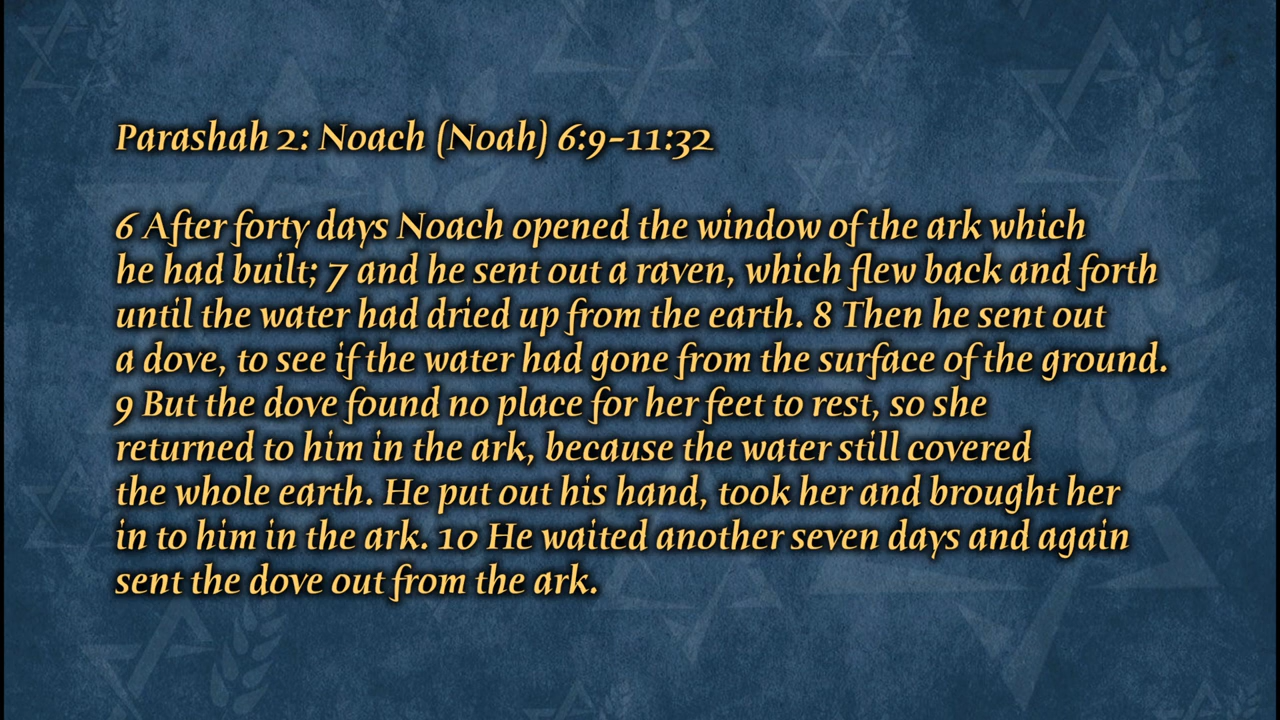 Parashah 2: Noach (Noah) 6:9-11:32
6 After forty days Noach opened the window of the ark which
he had built; 7 and he sent out a raven, which flew back and forth
until the water had dried up from the earth. 8 Then he sent out
a dove, to see if the water had gone from the surface of the ground.
9 But the dove found no place for her feet to rest, so she
returned to him in the ark, because the water still covered
the whole earth. He put out his hand, took her and brought her
in to him in the ark. 10 He waited another seven days and again
sent the dove out from the ark.